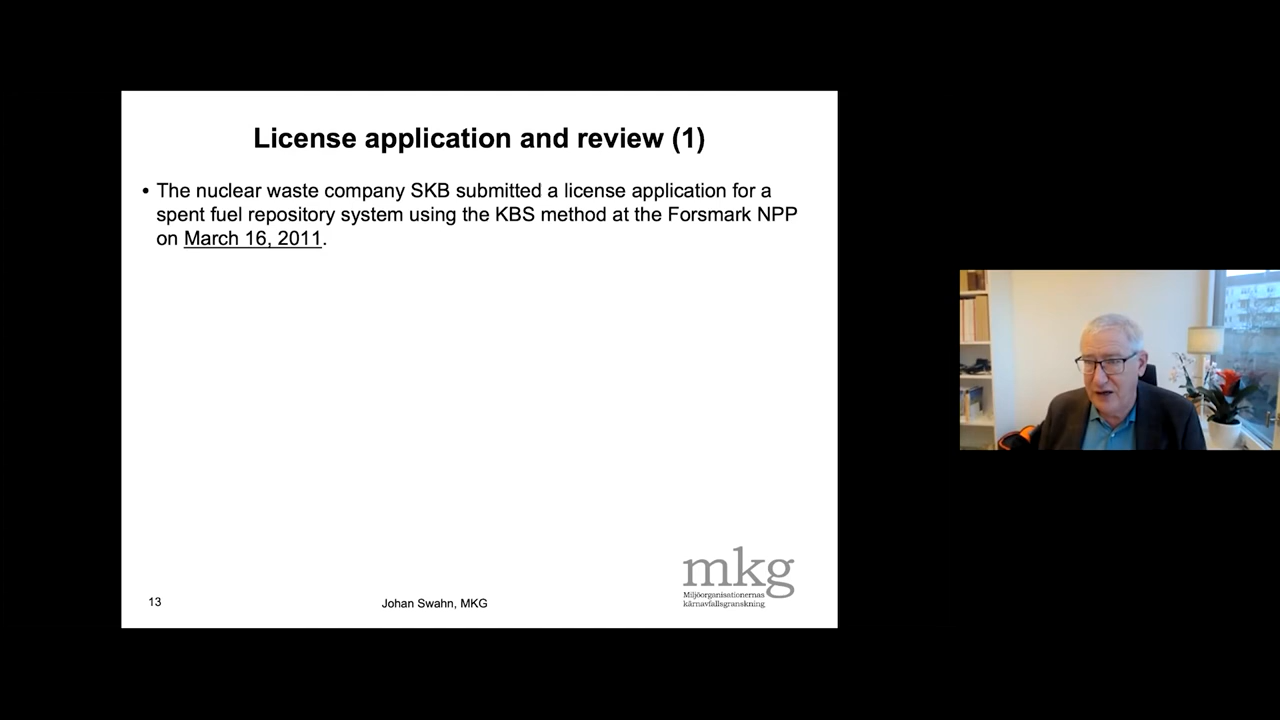 License application and review (1)
• The nuclear waste company SKB submitted a license application for a
spent fuel repository system using the KBS method at the Forsmark NPP
on March 16, 2011.
mkg
Miljöorganisationernas
kärnavfallsgranskning
13
Johan Swahn, MKG